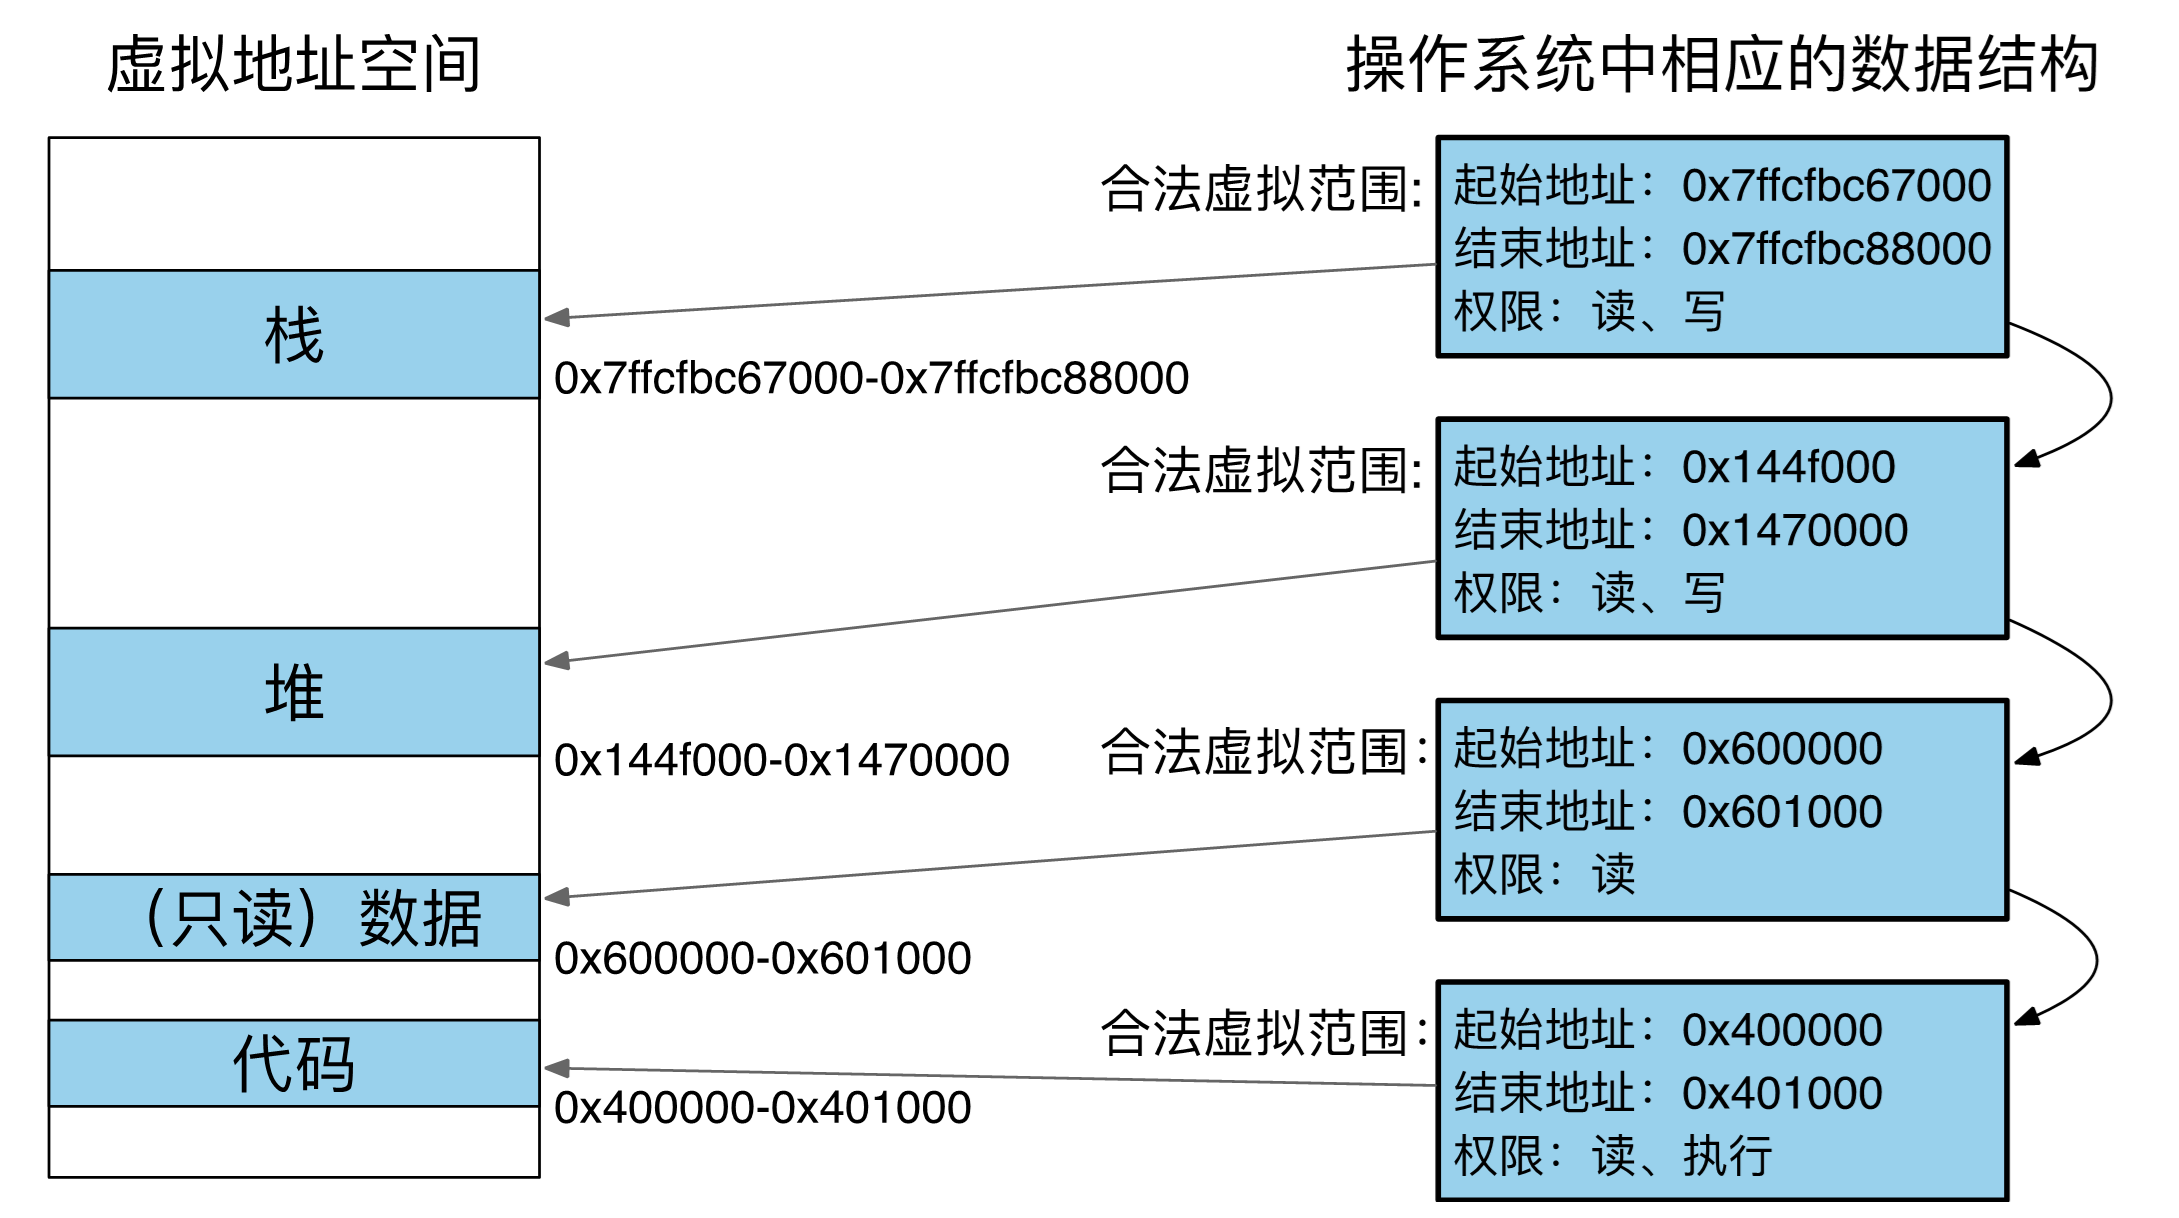 虚拟地址空间
操作系统中相应的数据结构
合法虚拟范围:
起始地址：0x7ffcfbc67000
结束地址：0x7ffcfbc88000
权限：读、写
栈
0x7ffcfbc67000-0x7ffcfbc88000
合法虚拟范围:
起始地址：0x144f000
结束地址：0x1470000
权限：读、写
堆
0x144f000-0x1470000
合法虚拟范围：
起始地址：0x600000
结束地址：0x601000
权限：读
（只读）数据
0x600000-0x601000
合法虚拟范围：
起始地址：0x400000
结束地址：0x401000
权限：读、执行
代码
0x400000-0x401000